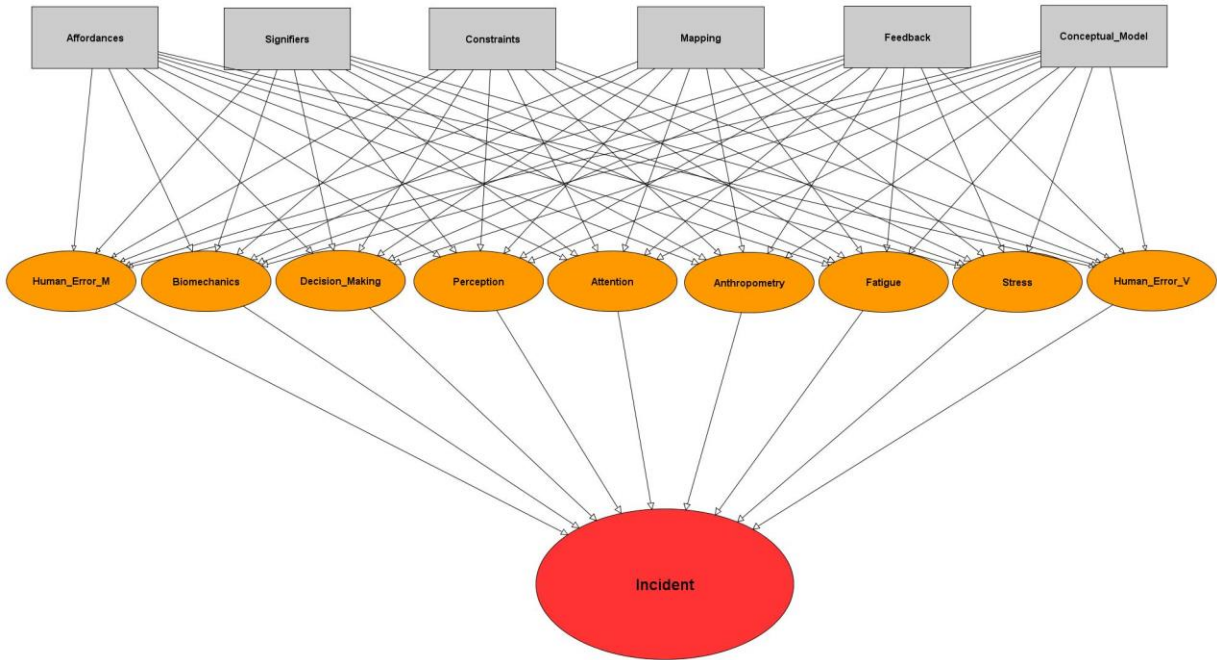 Affordances
Signifiers
Constraints
Mapping
Feedback
Conceptual_Model
Human_Error_M
Biomechanics
Decision_Making
Perception
Attention
Anthropometry
Fatigue
Stress
Human_Error_V
Incident